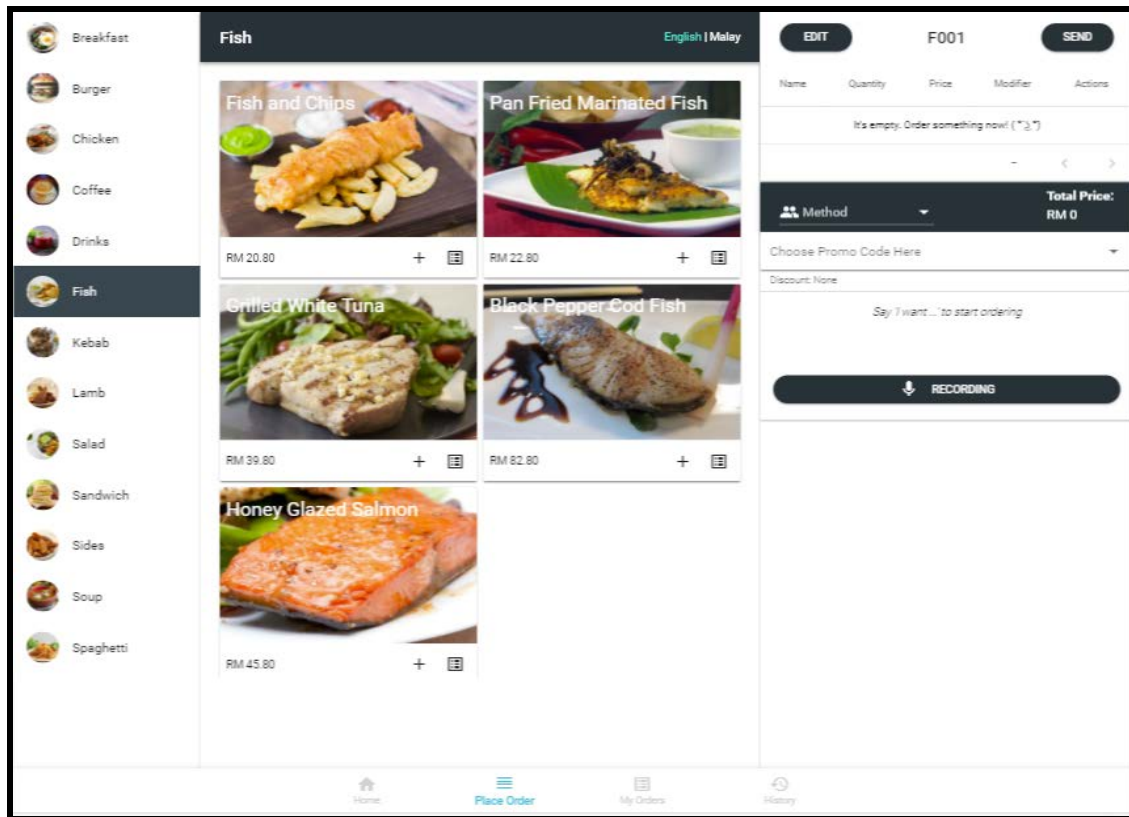 Breakfast
Burger
Chicken
Coffee
Drinks
Fish
Kebab
Lamb
Salad
Sandwich
Sides
Soup
Spaghetti
Fish
English | Malay
Fish and Chips
RM 20.80
Pan Fried Marinated Fish
RM 22.80
Grilled White Tuna
RM 39.80
Black Pepper Cod Fish
RM 82.80
Honey Glazed Salmon
RM 45.80
EDIT
F001
SEND
Name Quantity Price Modifier Actions
It's empty. Order something now!
Method
Total Price:
RM 0
Choose Promo Code Here
Discount: None
Say 'I want ...' to start ordering
RECORDING
Home
Place Order
My Orders
History